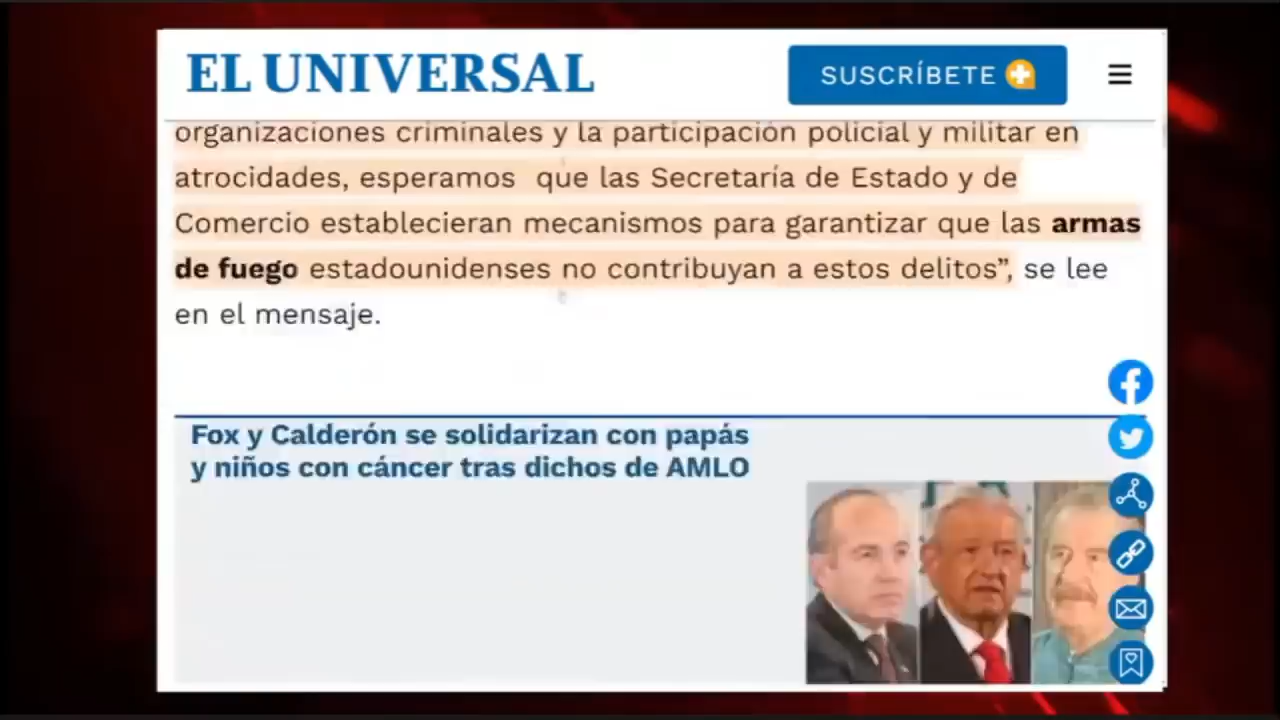 EL UNIVERSAL
SUSCRÍBETE
organizaciones criminales y la participación policial y militar en
atrocidades, esperamos que las Secretaría de Estado y de
Comercio establecieran mecanismos para garantizar que las armas
de fuego estadounidenses no contribuyan a estos delitos”, se lee
en el mensaje.
Fox y Calderón se solidarizan con papás
y niños con cáncer tras dichos de AMLO